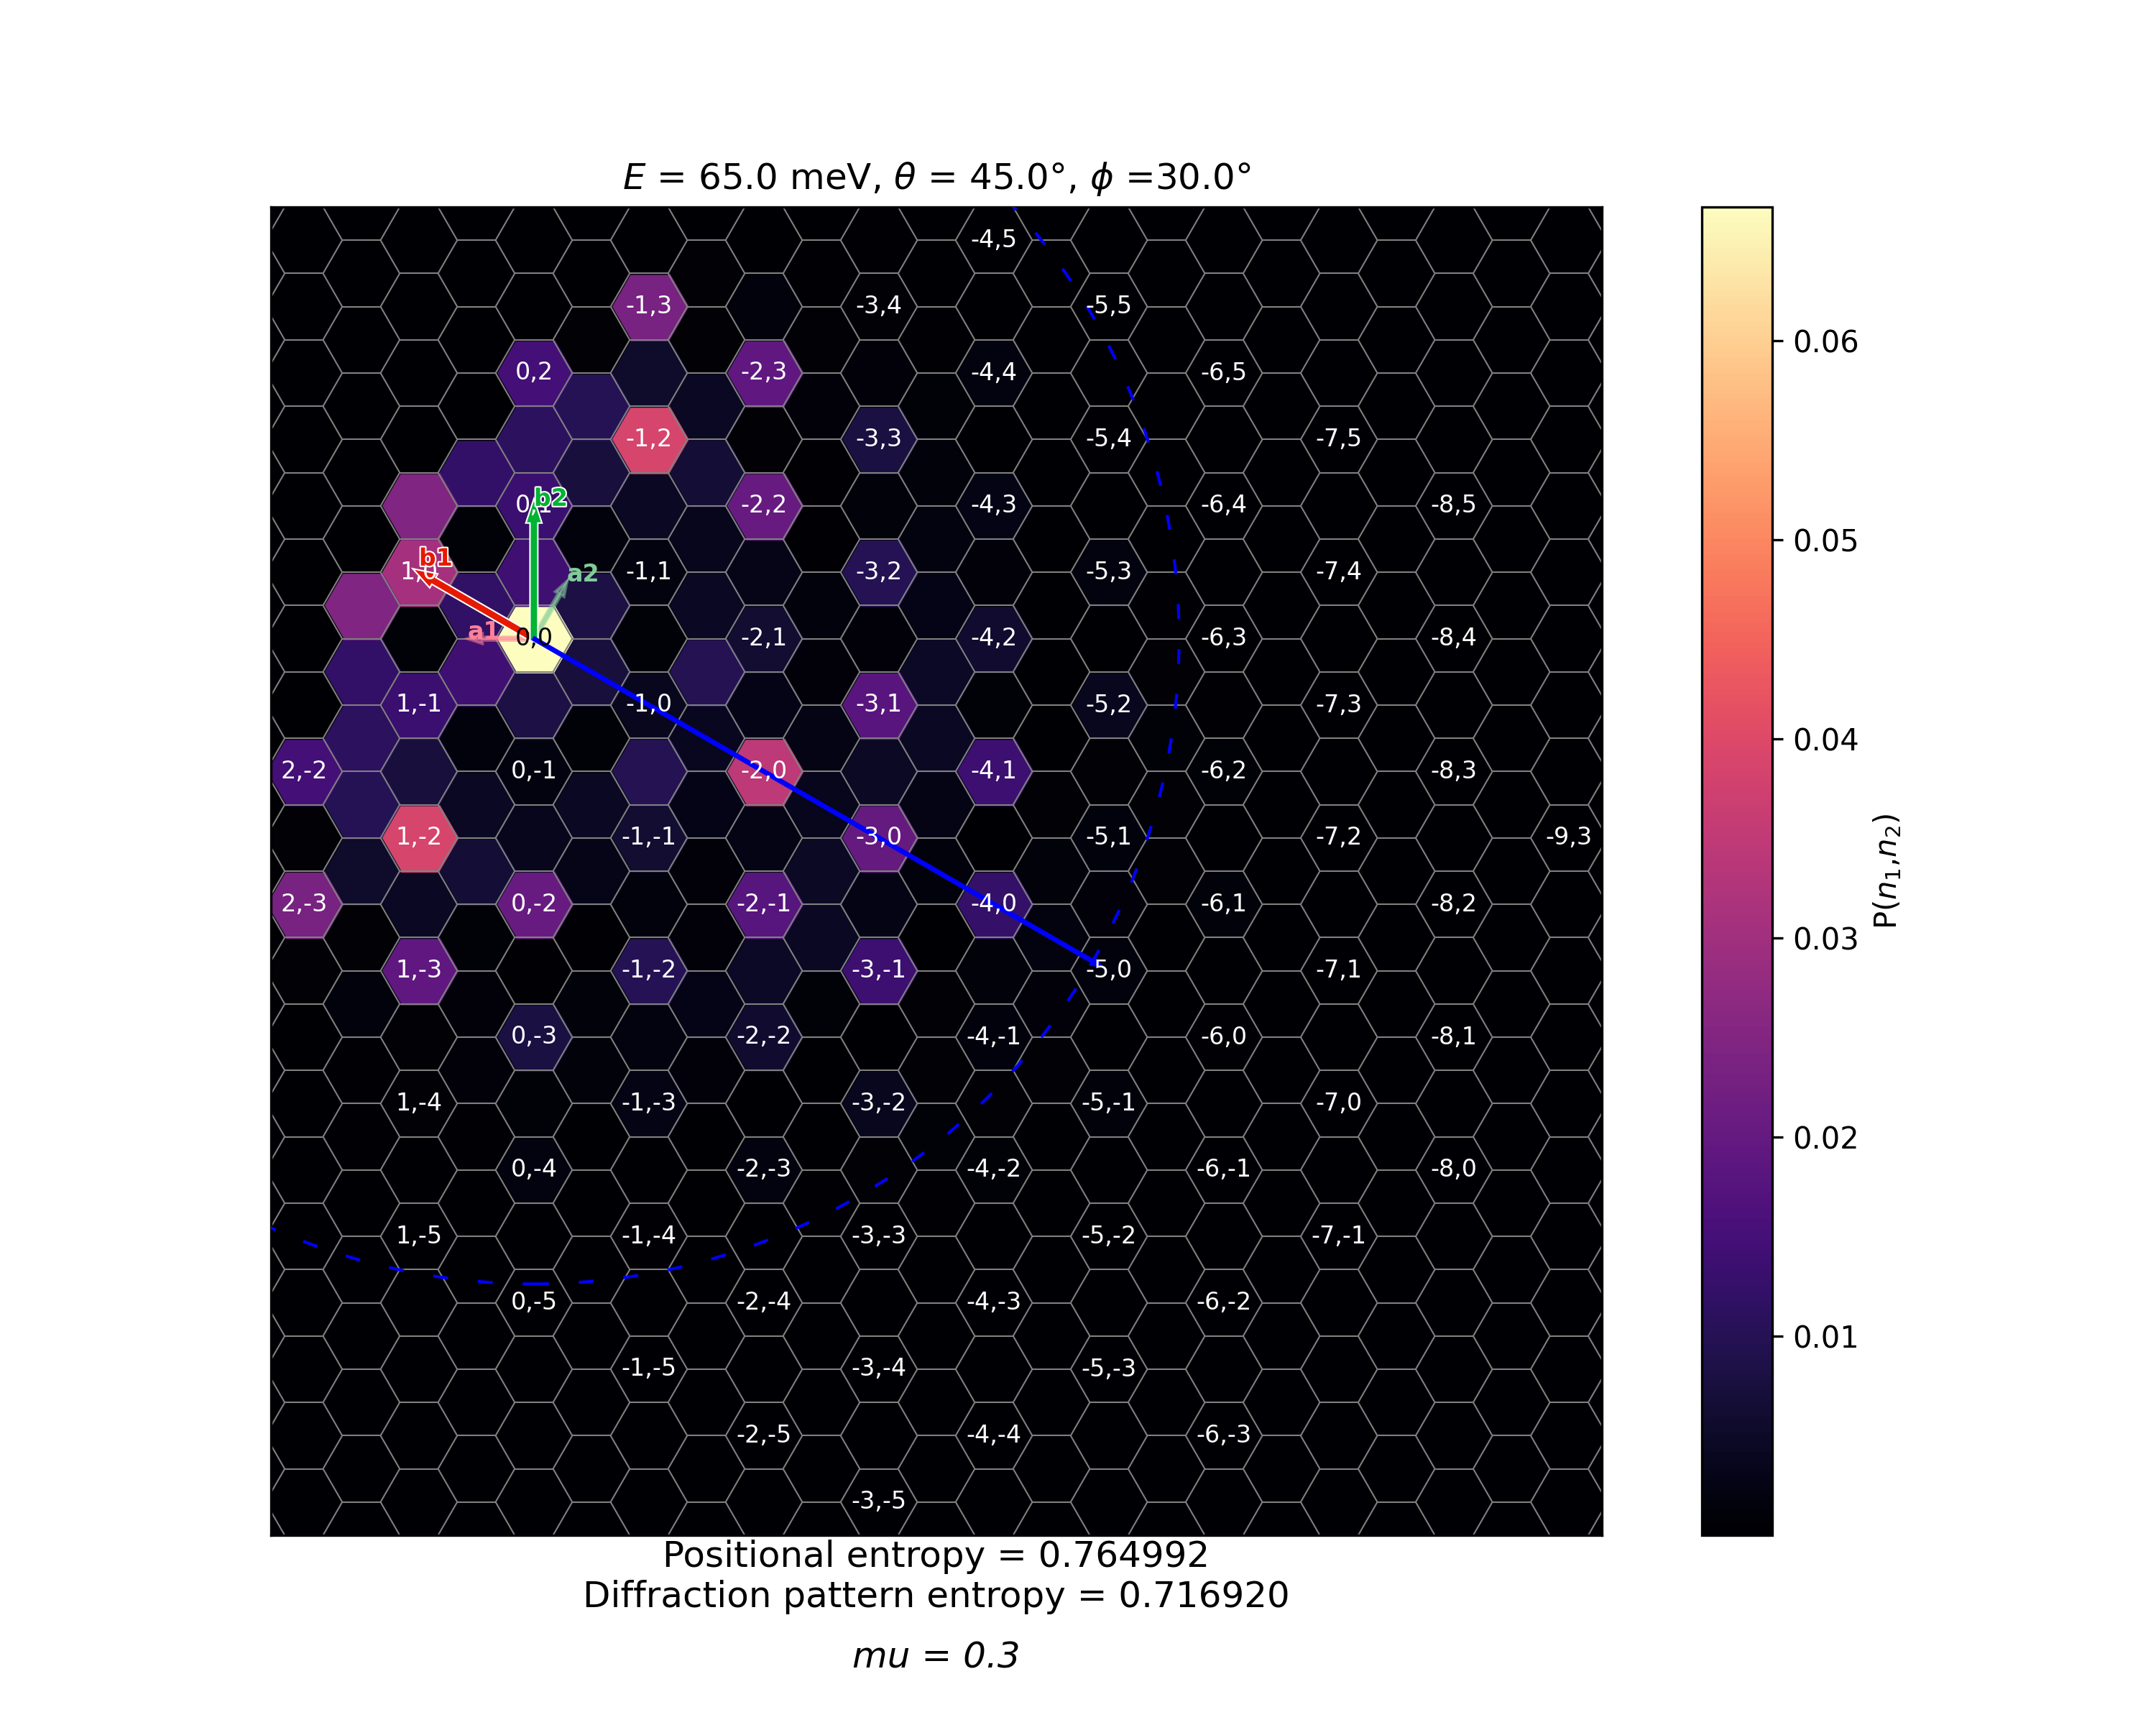 E = 65.0 meV, θ = 45.0°, ϕ =30.0°
-4,5
-1,3 -3,4 -5,5
0,2 -2,3 -4,4 -6,5
-1,2 -3,3 -5,4 -7,5
0,1 b2 -2,2 -4,3 -6,4 -8,5
b1
1,0 a2 -1,1 -3,2 -5,3 -7,4
a1 0,0 -2,1 -4,2 -6,3 -8,4
1,-1 -1,0 -3,1 -5,2 -7,3
2,-2 0,-1 -2,0 -4,1 -6,2 -8,3
1,-2 -1,-1 -3,0 -5,1 -7,2 -9,3
2,-3 0,-2 -2,-1 -4,0 -6,1 -8,2
1,-3 -1,-2 -3,-1 -5,0 -7,1
0,-3 -2,-2 -4,-1 -6,0 -8,1
1,-4 -1,-3 -3,-2 -5,-1 -7,0
0,-4 -2,-3 -4,-2 -6,-1 -8,0
1,-5 -1,-4 -3,-3 -5,-2 -7,-1
0,-5 -2,-4 -4,-3 -6,-2
-1,-5 -3,-4 -5,-3
-2,-5 -4,-4 -6,-3
-3,-5
0.06
0.05
0.04
0.03
0.02
0.01
P(n₁,n₂)
Positional entropy = 0.764992
Diffraction pattern entropy = 0.716920
mu = 0.3